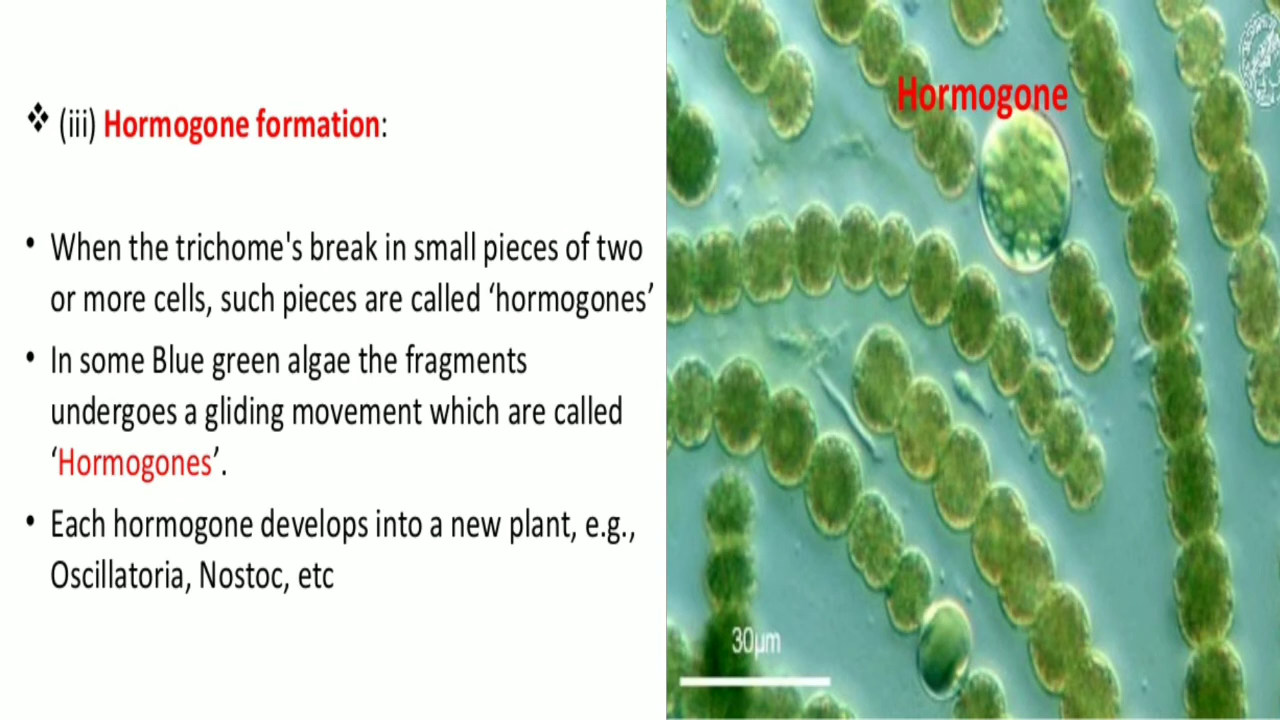 ❖ (iii) Hormogone formation:
• When the trichome's break in small pieces of two
or more cells, such pieces are called ‘hormogones’
• In some Blue green algae the fragments
undergoes a gliding movement which are called
‘Hormogones’.
• Each hormogone develops into a new plant, e.g.,
Oscillatoria, Nostoc, etc
Hormogone
30µm